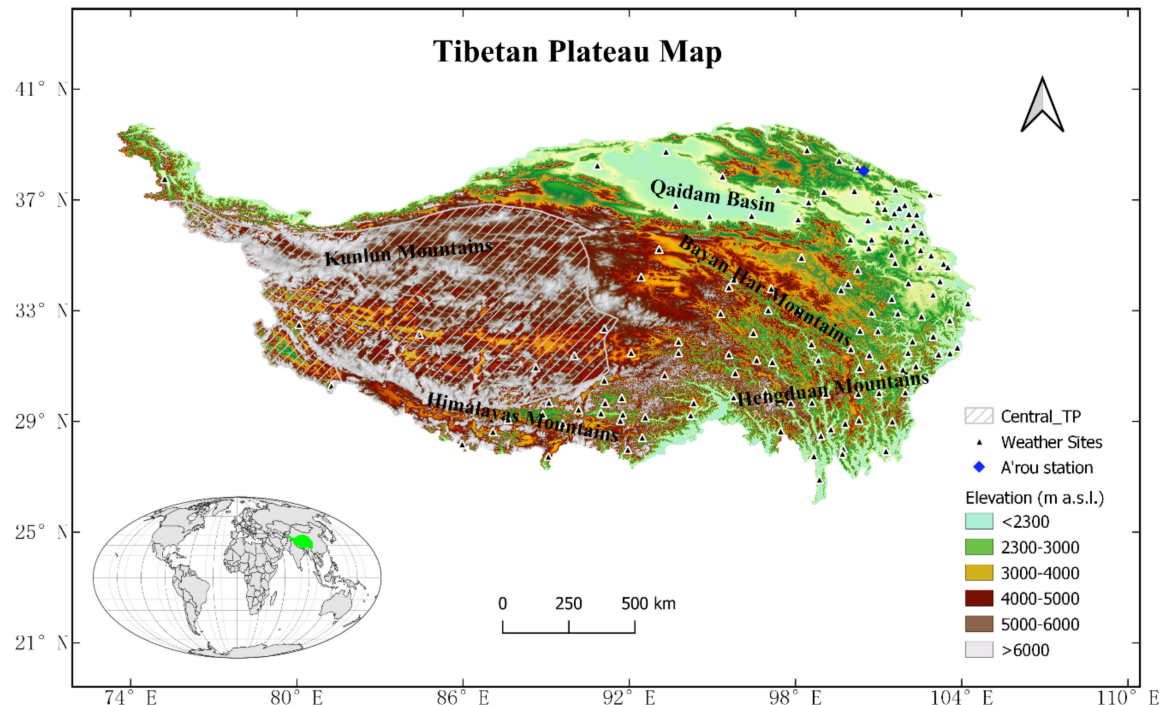 Tibetan Plateau Map
41° N
37° N
33° N
29° N
25° N
21° N
Qaidam Basin
Kunlun Mountains
Bayan Har Mountains
Hengduan Mountains
Himalayas Mountains
Central_TP
Weather Sites
A'rou station
Elevation (m a.s.l.)
<2300
2300-3000
3000-4000
4000-5000
5000-6000
>6000
0 250 500 km
74° E 80° E 86° E 92° E 98° E 104° E 110° E